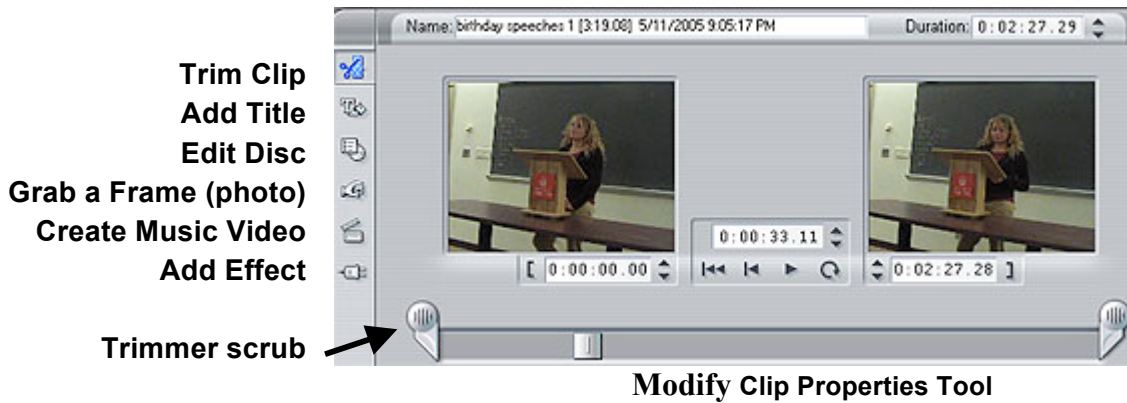 Name: birthday speeches 1 [3:19.08] 5/11/2005 9:05:17 PM Duration: 0:02:27.29
Trim Clip
Add Title
Edit Disc
Grab a Frame (photo)
Create Music Video
Add Effect
0:00:33.11
[ 0:00:00.00 0:02:27.28 ]
Trimmer scrub
Modify Clip Properties Tool